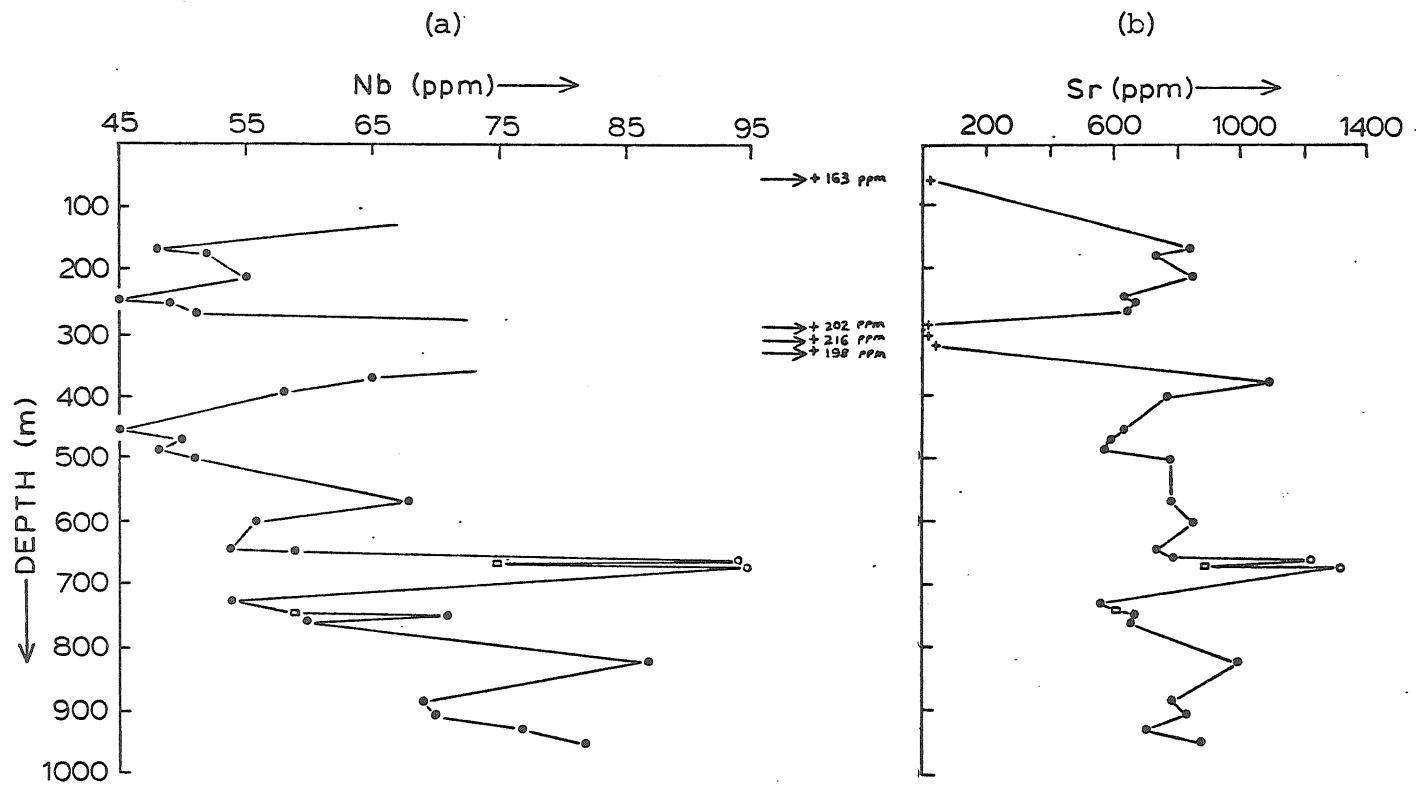 (a) (b)
Nb (ppm) Sr (ppm)
45 55 65 75 85 95 200 600 1000 1400
+ 163 ppm
100
200
300
+ 202 ppm
+ 216 ppm
+ 198 ppm
400
500
600
700
800
900
1000
DEPTH (m)